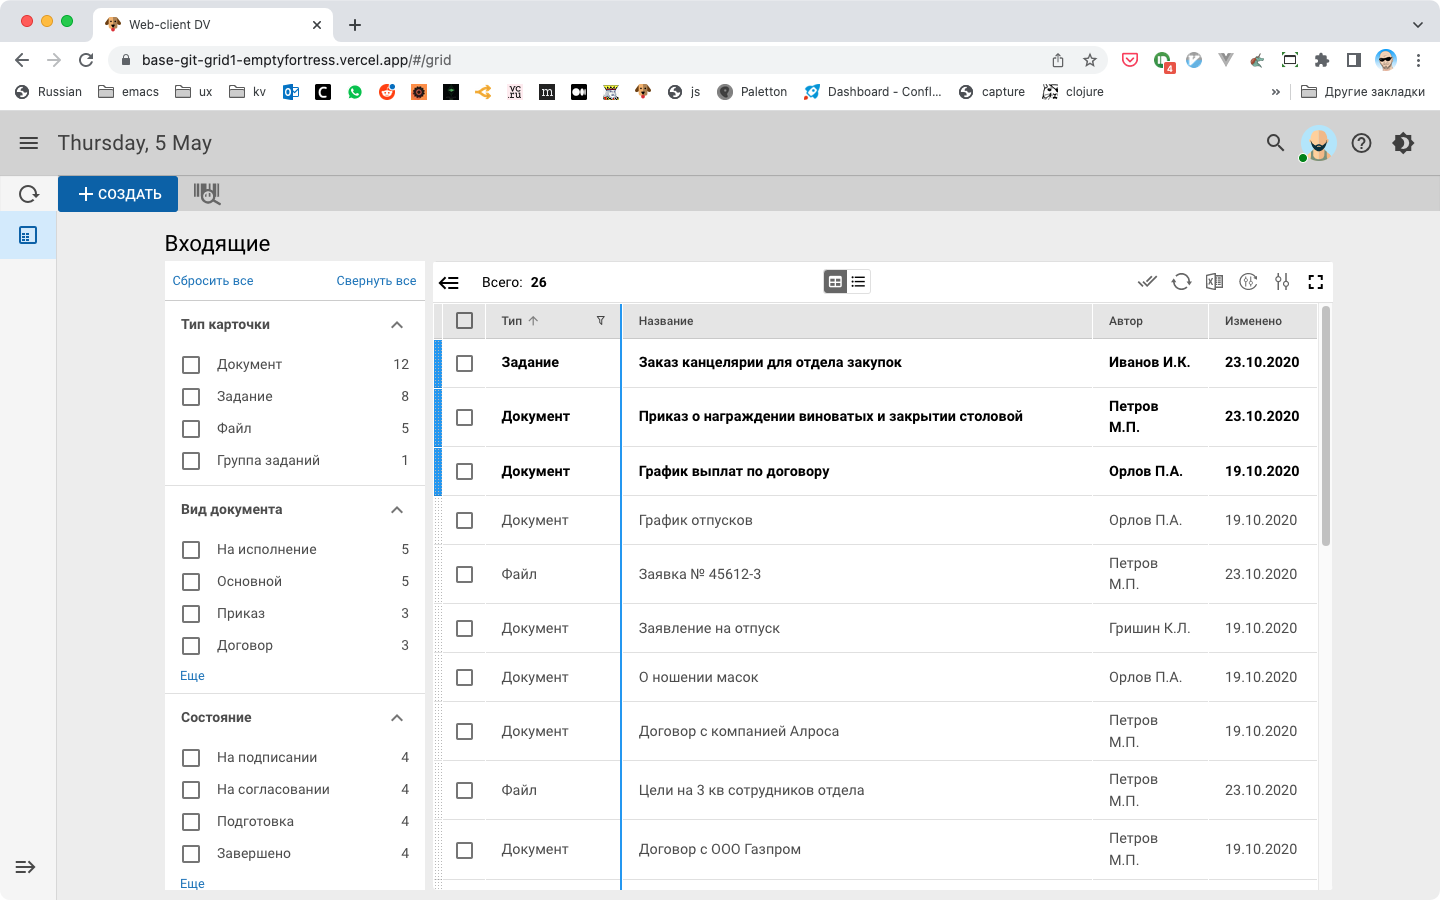 Web-client DV
base-git-grid1-emptyfortress.vercel.app/#/grid
4
Russian emacs ux kv vc.ru m js Paletton Dashboard - Confl... capture clojure » Другие закладки
Thursday, 5 May
СОЗДАТЬ
Входящие
Сбросить все Свернуть все
Тип карточки
Документ 12
Задание 8
Файл 5
Группа заданий 1
Вид документа
На исполнение 5
Основной 5
Приказ 3
Договор 3
Еще
Состояние
На подписании 4
На согласовании 4
Подготовка 4
Завершено 4
Еще
Всего: 26
Тип Название Автор Изменено
Задание Заказ канцелярии для отдела закупок Иванов И.К. 23.10.2020
Документ Приказ о награждении виноватых и закрытии столовой Петров М.П. 23.10.2020
Документ График выплат по договору Орлов П.А. 19.10.2020
Документ График отпусков Орлов П.А. 19.10.2020
Файл Заявка № 45612-3 Петров М.П. 23.10.2020
Документ Заявление на отпуск Гришин К.Л. 19.10.2020
Документ О ношении масок Орлов П.А. 19.10.2020
Документ Договор с компанией Алроса Петров М.П. 19.10.2020
Файл Цели на 3 кв сотрудников отдела Петров М.П. 23.10.2020
Документ Договор с ООО Газпром Петров М.П. 19.10.2020